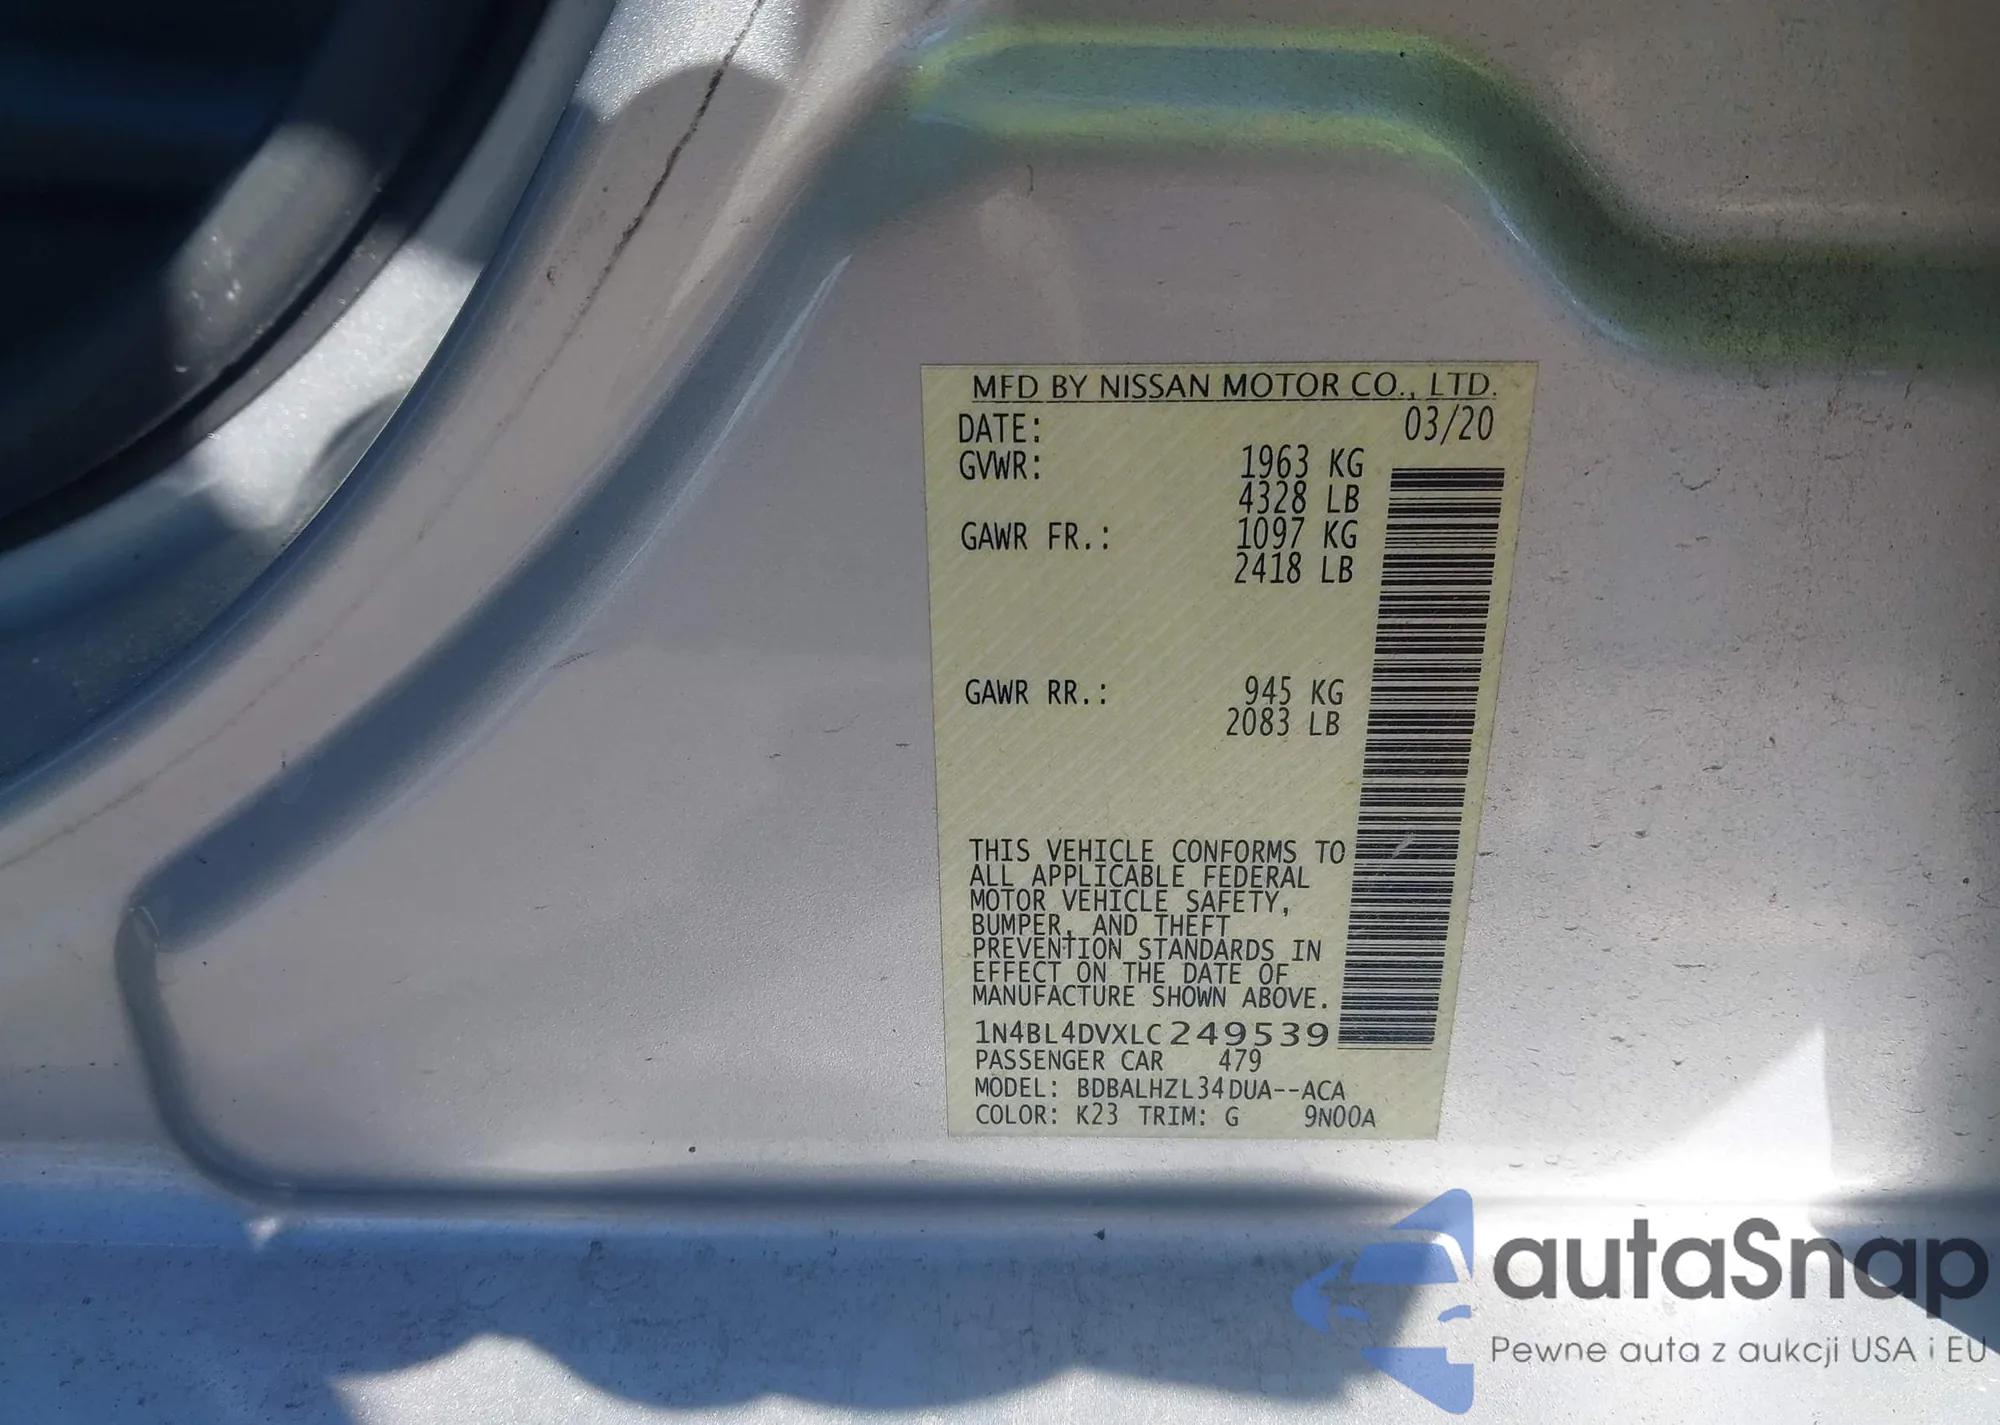 MFD BY NISSAN MOTOR CO., LTD.
DATE: 03/20
GVWR: 1963 KG
4328 LB
GAWR FR.: 1097 KG
2418 LB
GAWR RR.: 945 KG
2083 LB
THIS VEHICLE CONFORMS TO
ALL APPLICABLE FEDERAL
MOTOR VEHICLE SAFETY,
BUMPER, AND THEFT
PREVENTION STANDARDS IN
EFFECT ON THE DATE OF
MANUFACTURE SHOWN ABOVE.
1N4BL4DVXLC249539
PASSENGER CAR 479
MODEL: BDBALHZL34DUA--ACA
COLOR: K23 TRIM: G 9N00A
autaSnap
Pewne auta z aukcji USA i EU